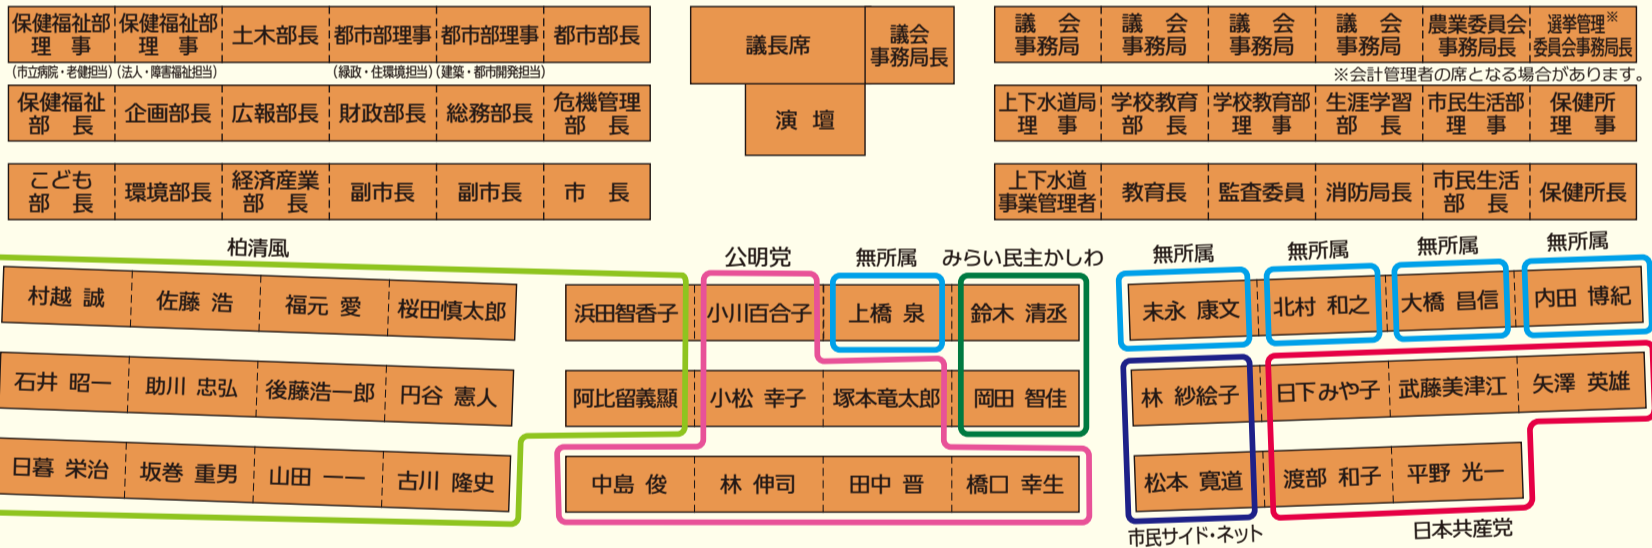 保健福祉部
理 事
保健福祉部
理 事
土木部長
都市部理事
都市部理事
都市部長
(市立病院・老健担当)
(法人・障害福祉担当)
(緑政・住環境担当)
(建築・都市開発担当)
保健福祉
部 長
企画部長
広報部長
財政部長
総務部長
危機管理
部 長
こども
部 長
環境部長
経済産業
部 長
副市長
副市長
市 長
議長席
議会
事務局長
演 壇
議 会
事務局
議 会
事務局
議 会
事務局
議 会
事務局
農業委員会
事務局長
選挙管理※
委員会事務局長
※会計管理者の席となる場合があります。
上下水道局
理 事
学校教育
部 長
学校教育部
理 事
生涯学習
部 長
市民生活部
理 事
保健所
理 事
上下水道
事業管理者
教育長
監査委員
消防局長
市民生活
部 長
保健所長
柏清風
公明党
無所属
みらい民主かしわ
無所属
無所属
無所属
無所属
村越 誠
佐藤 浩
福元 愛
桜田慎太郎
浜田智香子
小川百合子
上橋 泉
鈴木 清丞
末永 康文
北村 和之
大橋 昌信
内田 博紀
石井 昭一
助川 忠弘
後藤浩一郎
円谷 憲人
阿比留義顯
小松 幸子
塚本竜太郎
岡田 智佳
林 紗絵子
日下みや子
武藤美津江
矢澤 英雄
日暮 栄治
坂巻 重男
山田 一一
古川 隆史
中島 俊
林 伸司
田中 晋
橋口 幸生
松本 寛道
渡部 和子
平野 光一
市民サイド・ネット
日本共産党